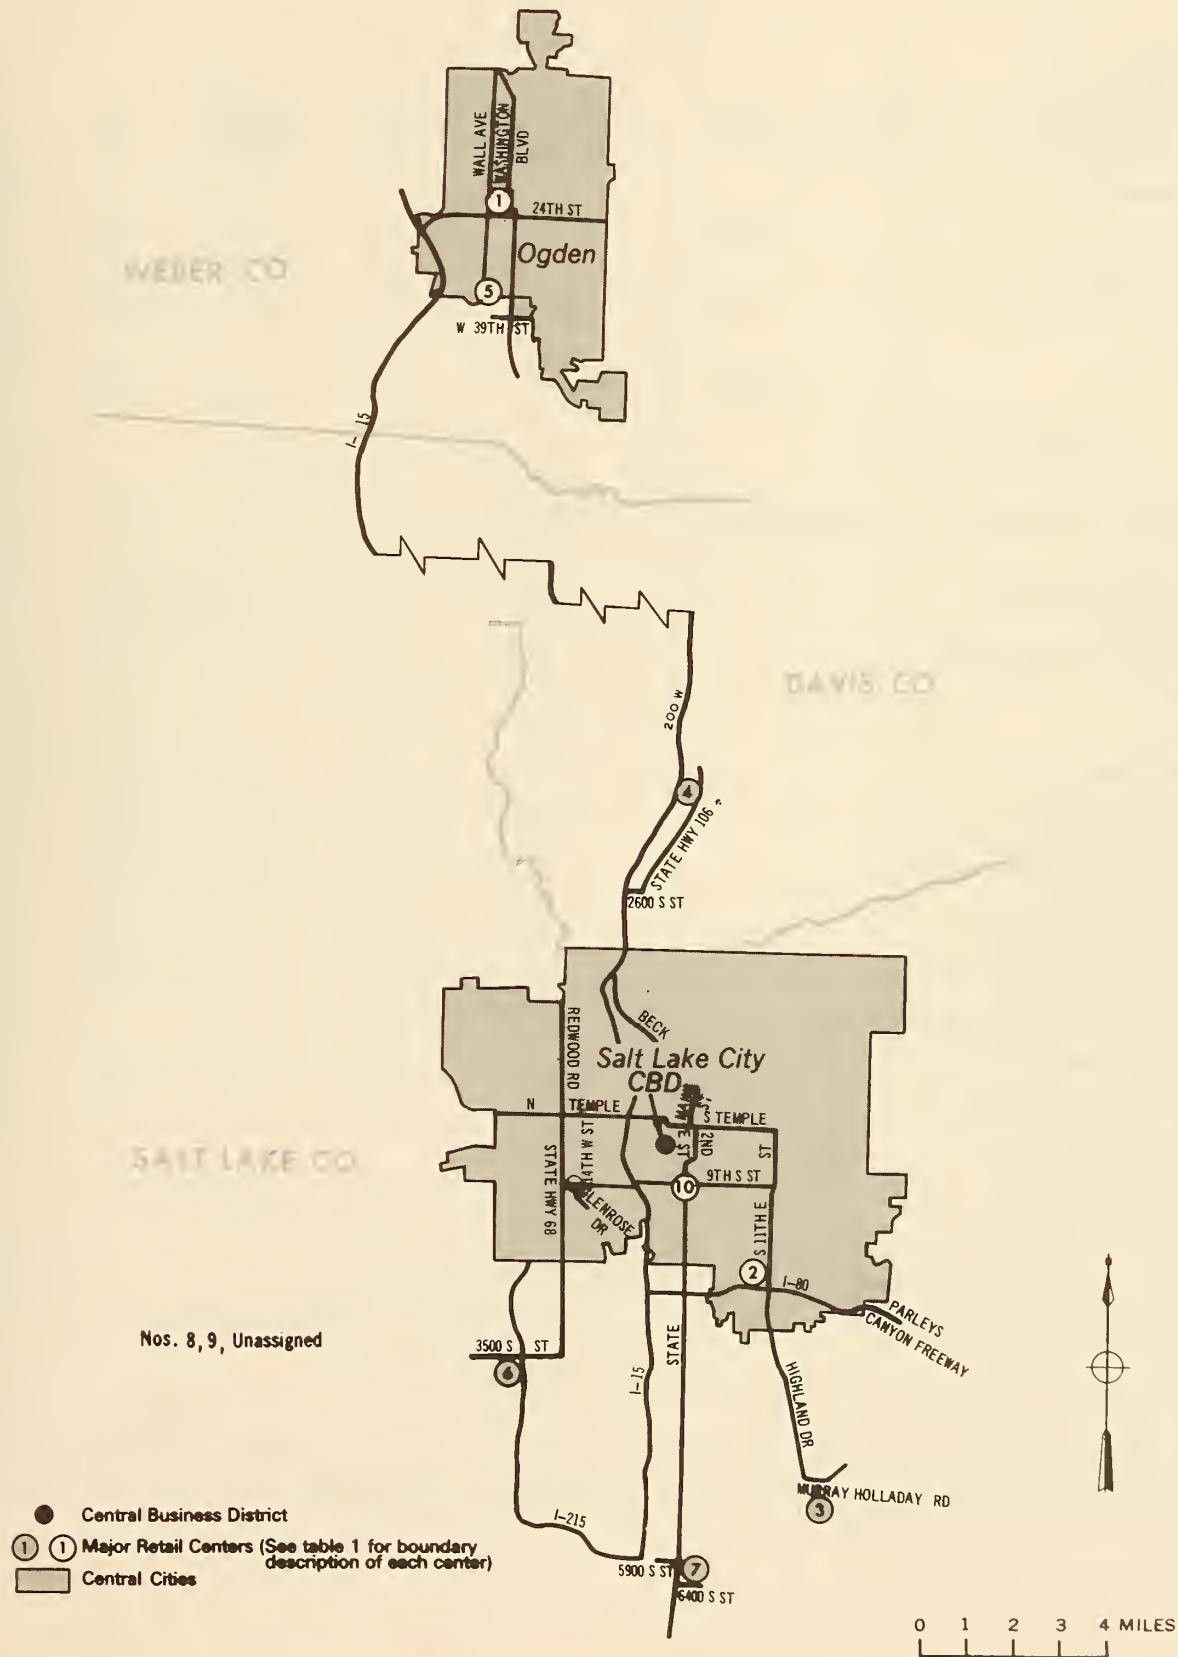 WALL AVE
WASHINGTON
BLVD
1
24TH ST
Ogden
WEBER CO
5
W 39TH ST
I-15
DAVIS CO
200 W
4
STATE HWY 106
2600 S ST
REDWOOD RD
BECK
Salt Lake City
CBD
N TEMPLE
S TEMPLE
ST
2ND
E ST
SALT LAKE CO
STATE HWY 68
14TH W ST
9TH S ST
10
GLENROSE
DR
S 11TH E
2
I-80
PARLEYS
CANYON FREEWAY
Nos. 8, 9, Unassigned
3500 S ST
6
STATE
I-15
HIGHLAND DR
MURRAY HOLLADAY RD
3
I-215
5900 S ST
7
6400 S ST
Central Business District
1 1 Major Retail Centers (See table 1 for boundary
description of each center)
Central Cities
0 1 2 3 4 MILES